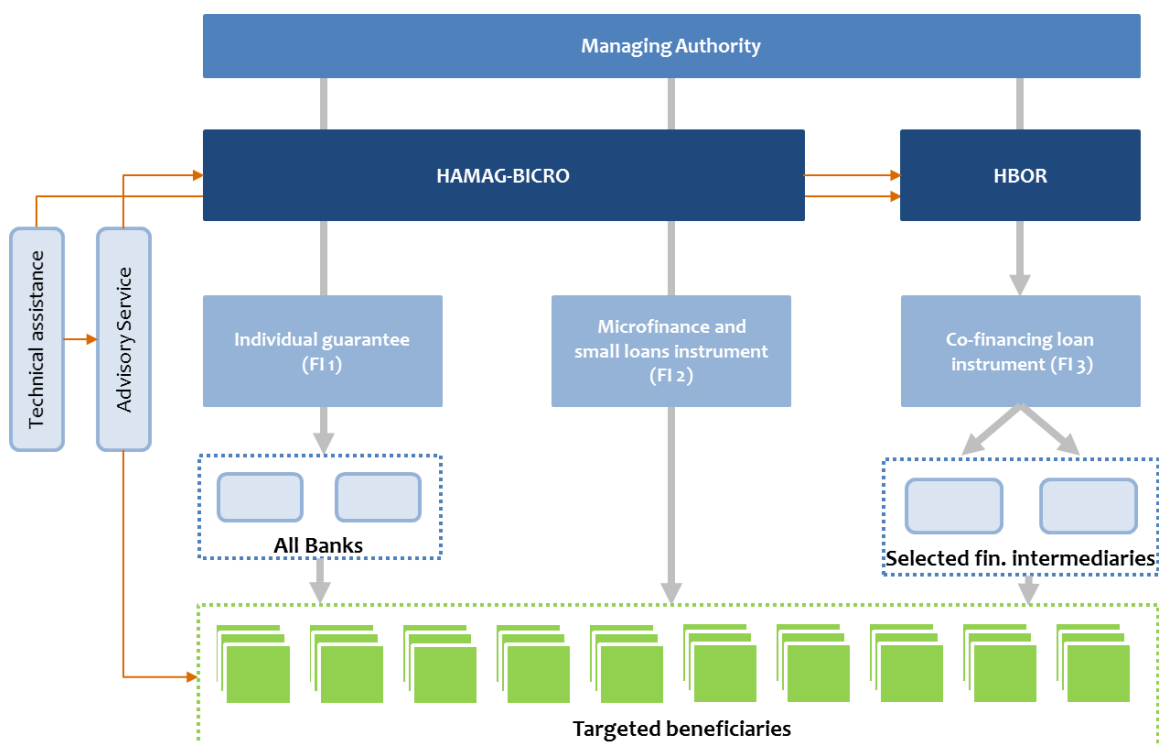 Managing Authority
HAMAG-BICRO
HBOR
Technical assistance
Advisory Service
Individual guarantee
(FI 1)
Microfinance and
small loans instrument
(FI 2)
Co-financing loan
instrument (FI 3)
All Banks
Selected fin. intermediaries
Targeted beneficiaries